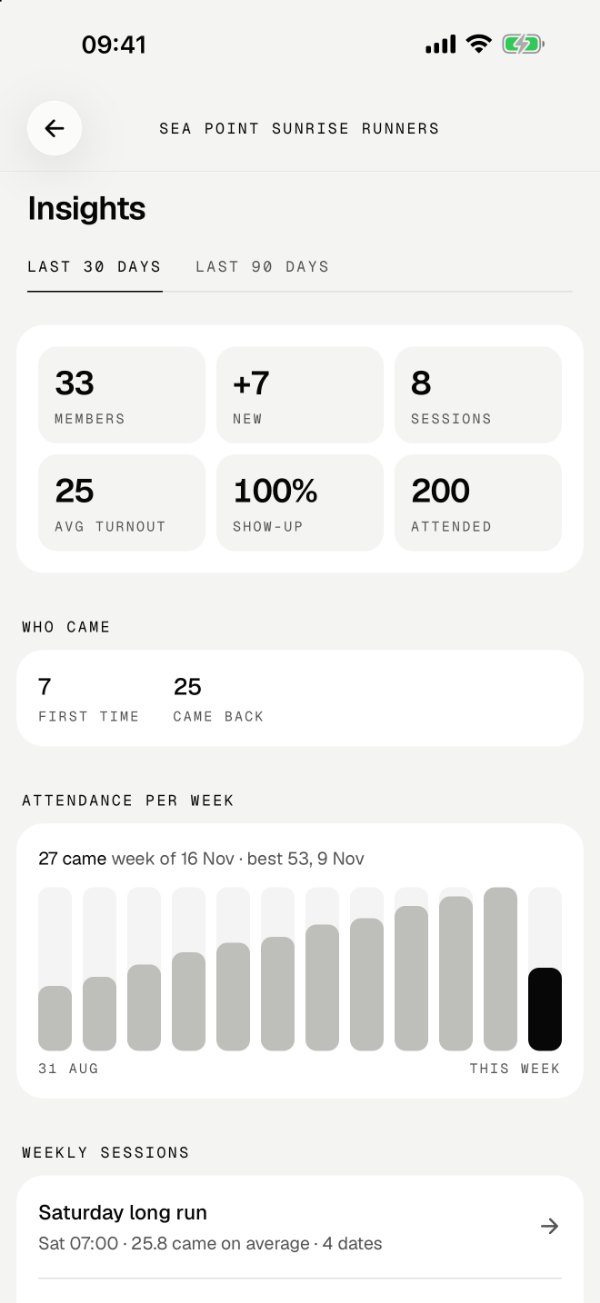 09:41
SEA POINT SUNRISE RUNNERS
Insights
LAST 30 DAYS LAST 90 DAYS
33 +7 8
MEMBERS NEW SESSIONS
25 100% 200
AVG TURNOUT SHOW-UP ATTENDED
WHO CAME
7 25
FIRST TIME CAME BACK
ATTENDANCE PER WEEK
27 came week of 16 Nov · best 53, 9 Nov
31 AUG THIS WEEK
WEEKLY SESSIONS
Saturday long run
Sat 07:00 · 25.8 came on average · 4 dates